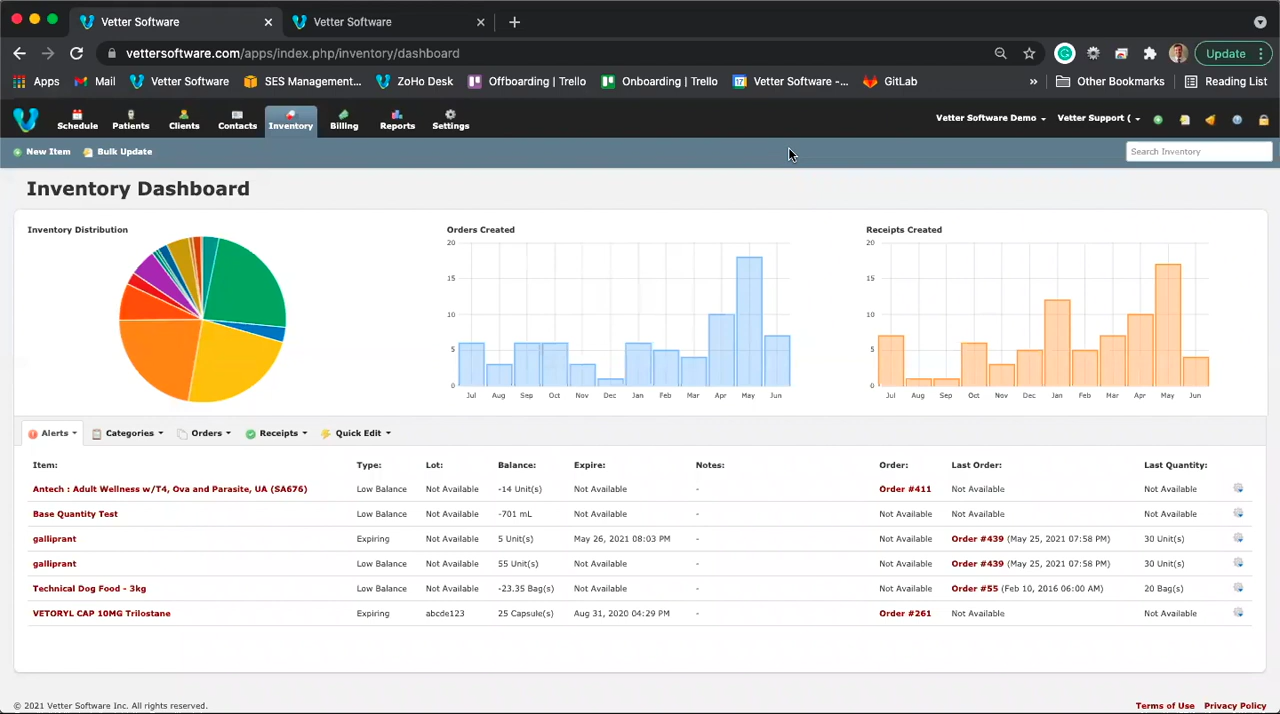 Vetter Software
Vetter Software
vettersoftware.com/apps/index.php/inventory/dashboard
Update
Apps Mail Vetter Software SES Management... ZoHo Desk Offboarding | Trello Onboarding | Trello Vetter Software -... GitLab » Other Bookmarks Reading List
Schedule Patients Clients Contacts Inventory Billing Reports Settings Vetter Software Demo Vetter Support (
New Item Bulk Update Search Inventory
Inventory Dashboard
Inventory Distribution
Orders Created
20
15
10
5
0
Jul Aug Sep Oct Nov Dec Jan Feb Mar Apr May Jun
Receipts Created
20
15
10
5
0
Jul Aug Sep Oct Nov Dec Jan Feb Mar Apr May Jun
Alerts Categories Orders Receipts Quick Edit
Item: Type: Lot: Balance: Expire: Notes: Order: Last Order: Last Quantity:
Antech : Adult Wellness w/T4, Ova and Parasite, UA (SA676) Low Balance Not Available -14 Unit(s) Not Available - Order #411 Not Available Not Available
Base Quantity Test Low Balance Not Available -701 mL Not Available - Not Available Not Available Not Available
galliprant Expiring Not Available 5 Unit(s) May 26, 2021 08:03 PM - Not Available Order #439 (May 25, 2021 07:58 PM) 30 Unit(s)
galliprant Low Balance Not Available 55 Unit(s) Not Available - Not Available Order #439 (May 25, 2021 07:58 PM) 30 Unit(s)
Technical Dog Food - 3kg Low Balance Not Available -23.35 Bag(s) Not Available - Not Available Order #55 (Feb 10, 2016 06:00 AM) 20 Bag(s)
VETORYL CAP 10MG Trilostane Expiring abcde123 25 Capsule(s) Aug 31, 2020 04:29 PM - Order #261 Not Available Not Available
© 2021 Vetter Software Inc. All rights reserved. Terms of Use Privacy Policy